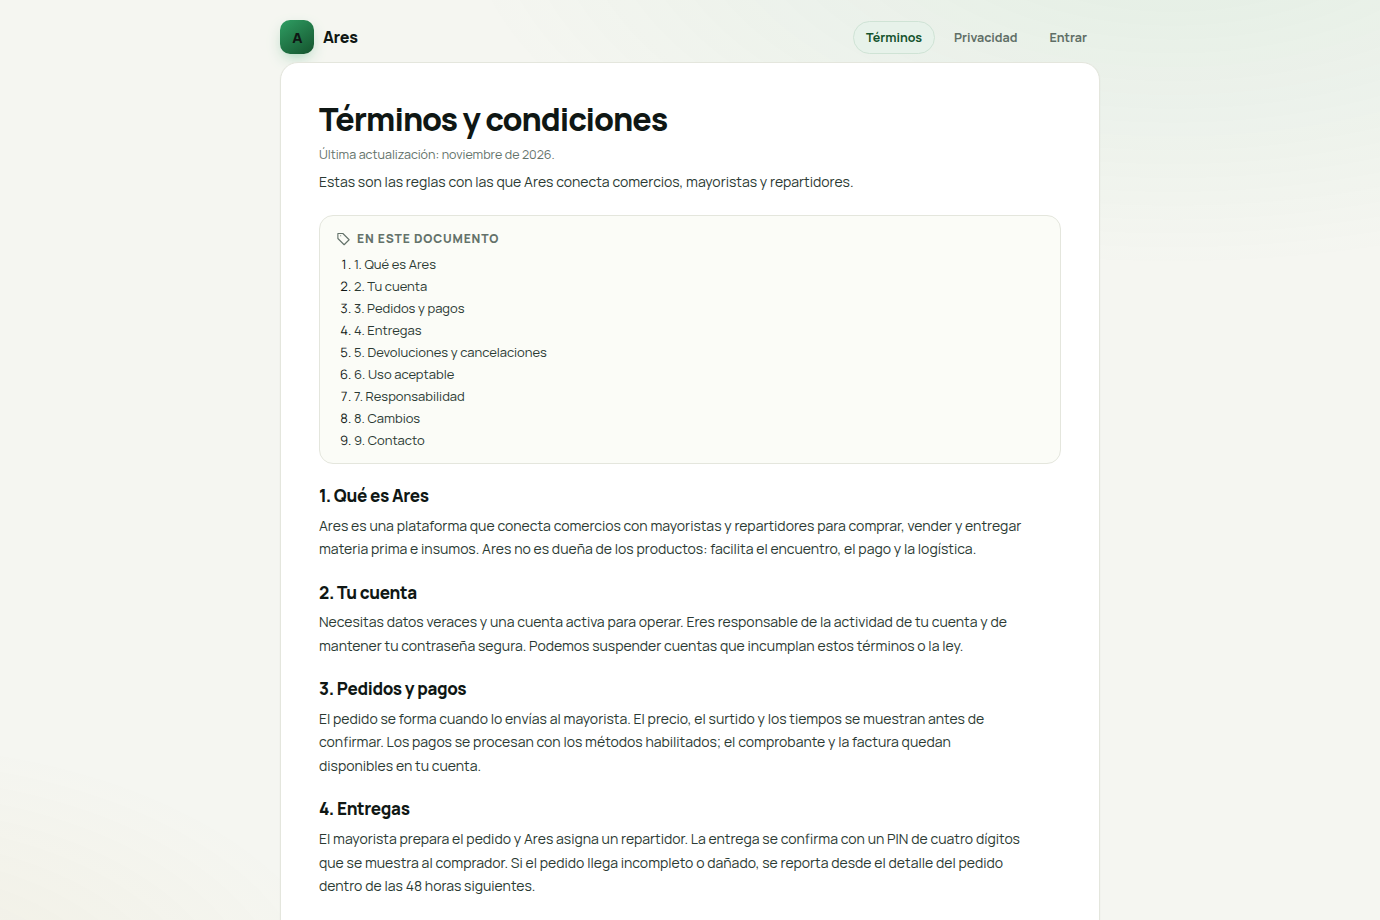 A
Ares
Términos
Privacidad
Entrar
Términos y condiciones
Última actualización: noviembre de 2026.
Estas son las reglas con las que Ares conecta comercios, mayoristas y repartidores.
EN ESTE DOCUMENTO
1. 1. Qué es Ares
2. 2. Tu cuenta
3. 3. Pedidos y pagos
4. 4. Entregas
5. 5. Devoluciones y cancelaciones
6. 6. Uso aceptable
7. 7. Responsabilidad
8. 8. Cambios
9. 9. Contacto
1. Qué es Ares
Ares es una plataforma que conecta comercios con mayoristas y repartidores para comprar, vender y entregar
materia prima e insumos. Ares no es dueña de los productos: facilita el encuentro, el pago y la logística.
2. Tu cuenta
Necesitas datos veraces y una cuenta activa para operar. Eres responsable de la actividad de tu cuenta y de
mantener tu contraseña segura. Podemos suspender cuentas que incumplan estos términos o la ley.
3. Pedidos y pagos
El pedido se forma cuando lo envías al mayorista. El precio, el surtido y los tiempos se muestran antes de
confirmar. Los pagos se procesan con los métodos habilitados; el comprobante y la factura quedan
disponibles en tu cuenta.
4. Entregas
El mayorista prepara el pedido y Ares asigna un repartidor. La entrega se confirma con un PIN de cuatro dígitos
que se muestra al comprador. Si el pedido llega incompleto o dañado, se reporta desde el detalle del pedido
dentro de las 48 horas siguientes.